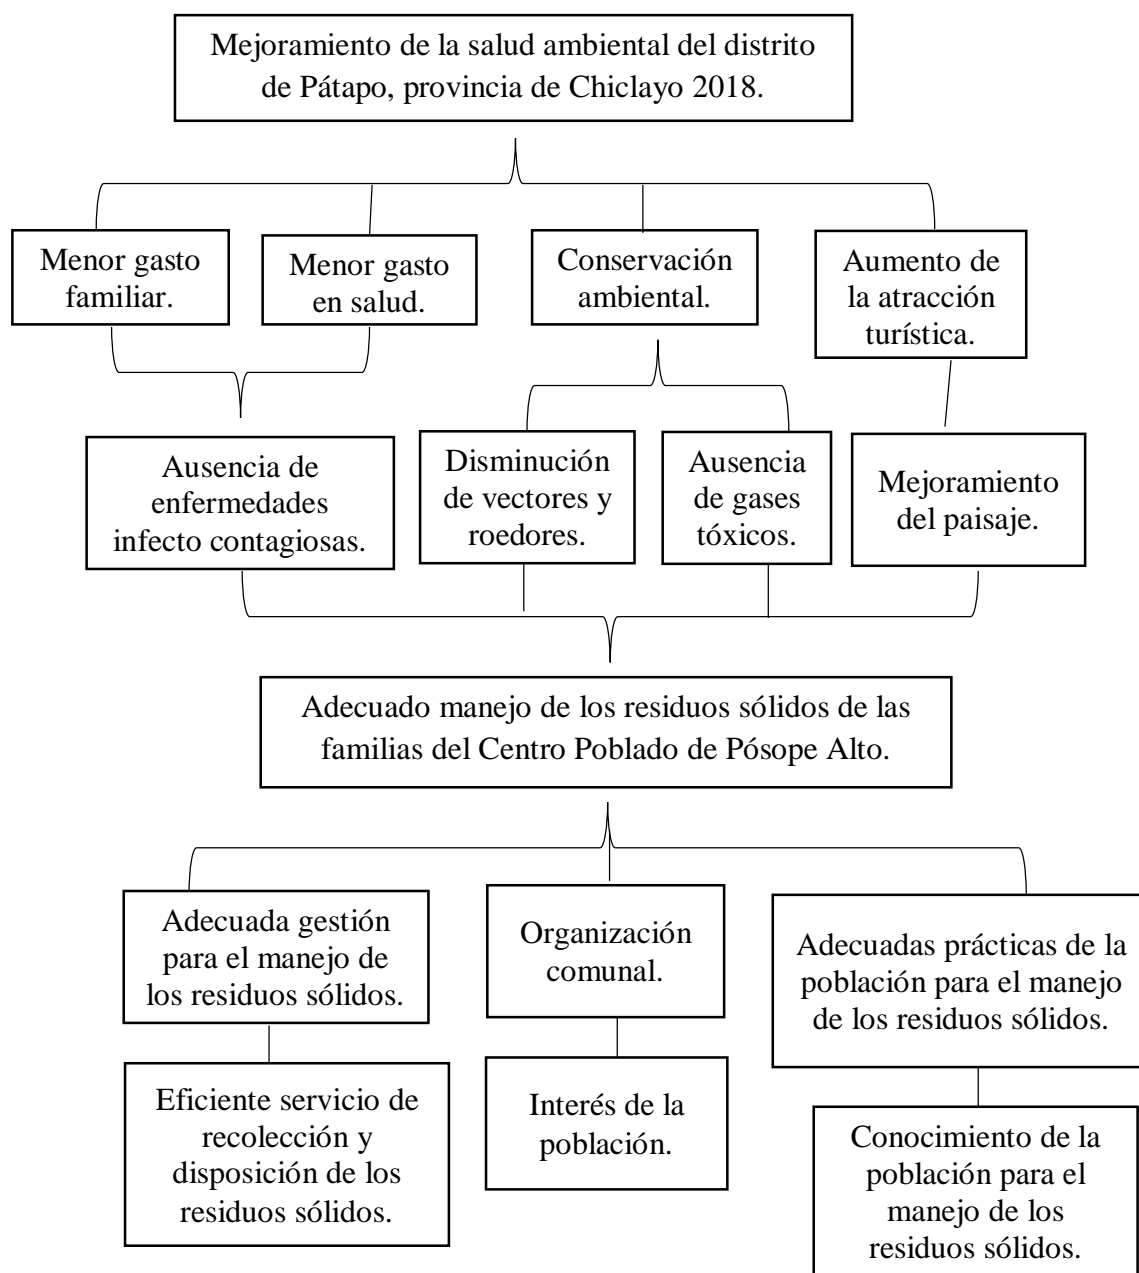 Mejoramiento de la salud ambiental del distrito
de Pátapo, provincia de Chiclayo 2018.
Menor gasto
familiar.
Menor gasto
en salud.
Conservación
ambiental.
Aumento de
la atracción
turística.
Ausencia de
enfermedades
infecto contagiosas.
Disminución
de vectores y
roedores.
Ausencia
de gases
tóxicos.
Mejoramiento
del paisaje.
Adecuado manejo de los residuos sólidos de las
familias del Centro Poblado de Pósope Alto.
Adecuada gestión
para el manejo de
los residuos sólidos.
Organización
comunal.
Adecuadas prácticas de la
población para el manejo
de los residuos sólidos.
Eficiente servicio de
recolección y
disposición de los
residuos sólidos.
Interés de la
población.
Conocimiento de la
población para el
manejo de los
residuos sólidos.